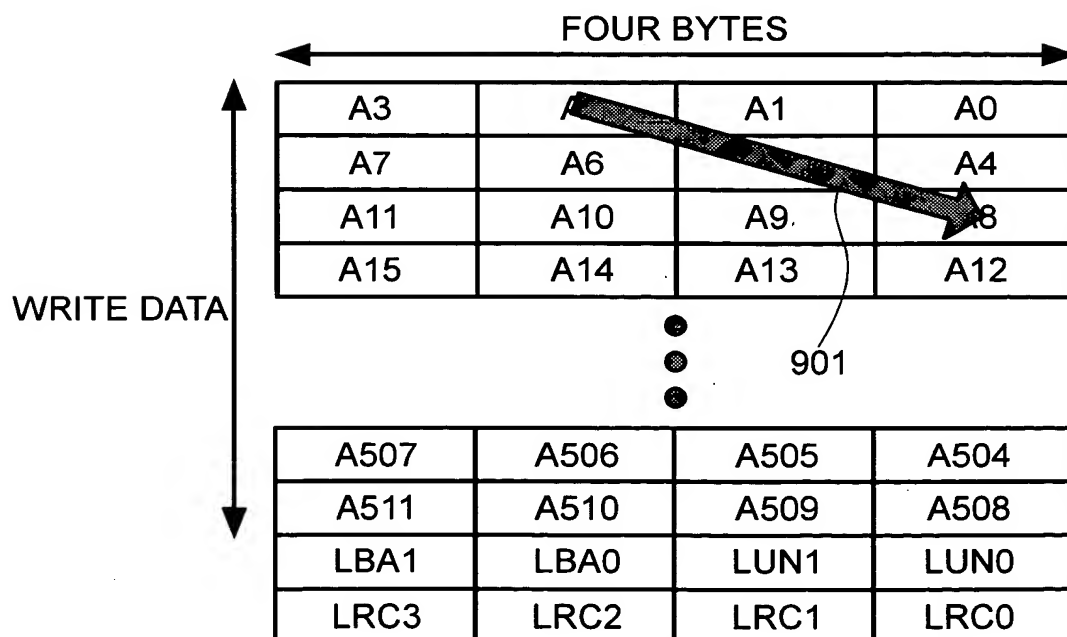 FOUR BYTES
A3 A1 A0
A7 A6 A4
A11 A10 A9
A15 A14 A13 A12
WRITE DATA
901
A507 A506 A505 A504
A511 A510 A509 A508
LBA1 LBA0 LUN1 LUN0
LRC3 LRC2 LRC1 LRC0